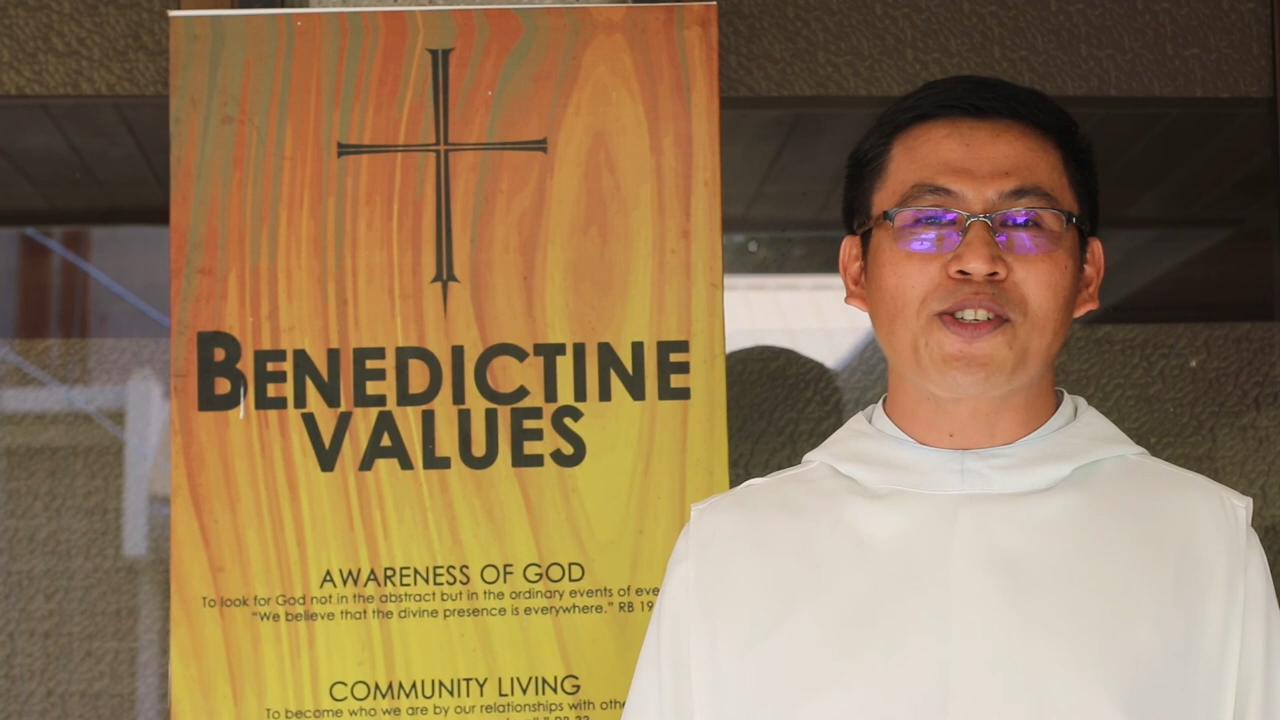 BENEDICTINE
VALUES
AWARENESS OF GOD
To look for God not in the abstract but in the ordinary events of
"We believe that the divine presence is everywhere." RB 19
COMMUNITY LIVING
To become who we are by our relationships with